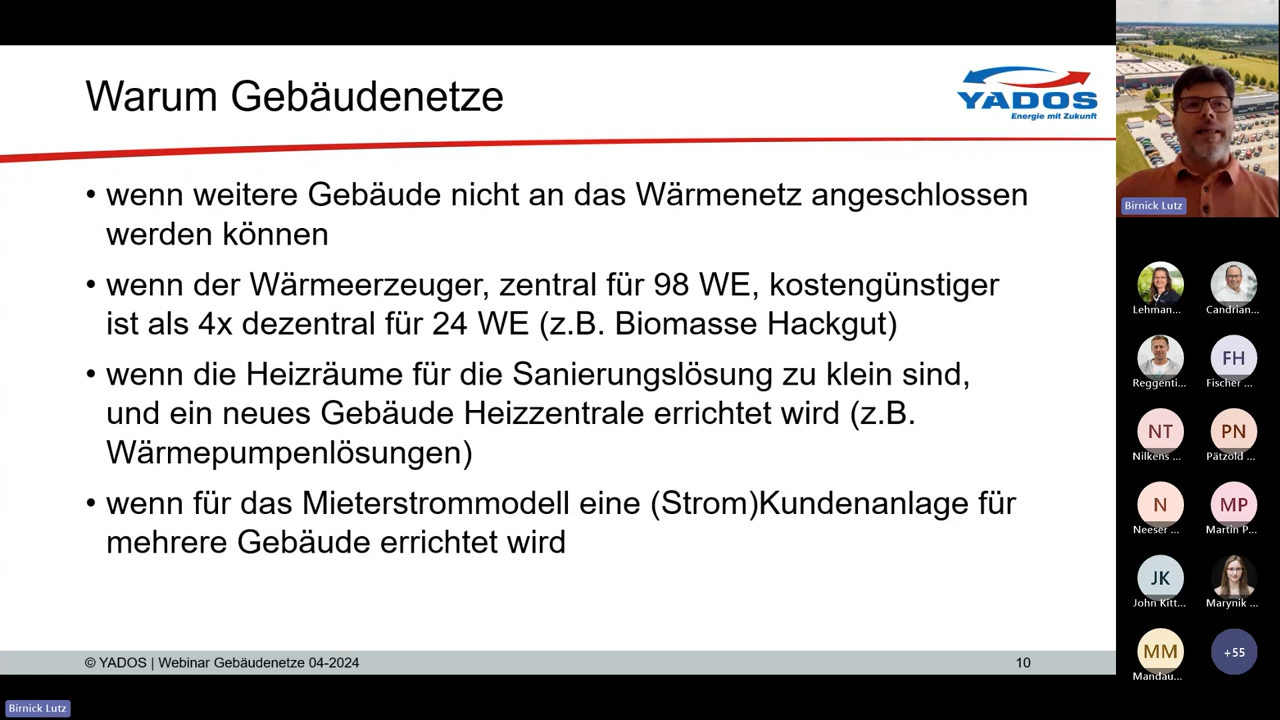 Warum Gebäudenetze
YADOS
Energie mit Zukunft
• wenn weitere Gebäude nicht an das Wärmenetz angeschlossen
werden können
• wenn der Wärmeerzeuger, zentral für 98 WE, kostengünstiger
ist als 4x dezentral für 24 WE (z.B. Biomasse Hackgut)
• wenn die Heizräume für die Sanierungslösung zu klein sind,
und ein neues Gebäude Heizzentrale errichtet wird (z.B.
Wärmepumpenlösungen)
• wenn für das Mieterstrommodell eine (Strom)Kundenanlage für
mehrere Gebäude errichtet wird
© YADOS | Webinar Gebäudenetze 04-2024
10
Birnick Lutz
Birnick Lutz
Lehman...
Candrian...
Reggenti...
FH
Fischer ...
NT
Nilkens ...
PN
Pätzold ...
N
Neeser ...
MP
Martin P...
JK
John Kitt...
Marynik ...
MM
Mandau...
+55